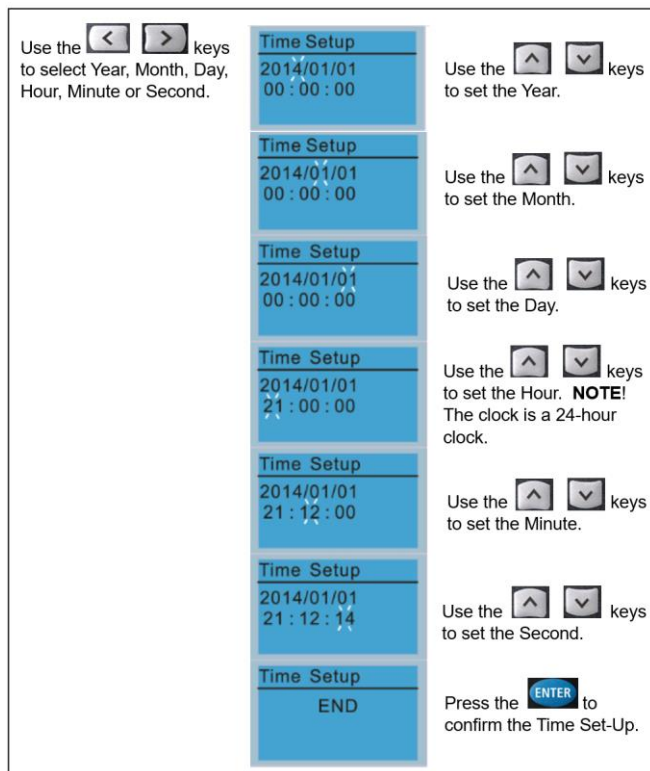 Use the < > keys
to select Year, Month, Day,
Hour, Minute or Second.
Time Setup
2014/01/01
00 : 00 : 00
Use the ^ v keys
to set the Year.
Time Setup
2014/01/01
00 : 00 : 00
Use the ^ v keys
to set the Month.
Time Setup
2014/01/01
00 : 00 : 00
Use the ^ v keys
to set the Day.
Time Setup
2014/01/01
21 : 00 : 00
Use the ^ v keys
to set the Hour. NOTE!
The clock is a 24-hour
clock.
Time Setup
2014/01/01
21 : 12 : 00
Use the ^ v keys
to set the Minute.
Time Setup
2014/01/01
21 : 12 : 14
Use the ^ v keys
to set the Second.
Time Setup
END
Press the ENTER to
confirm the Time Set-Up.